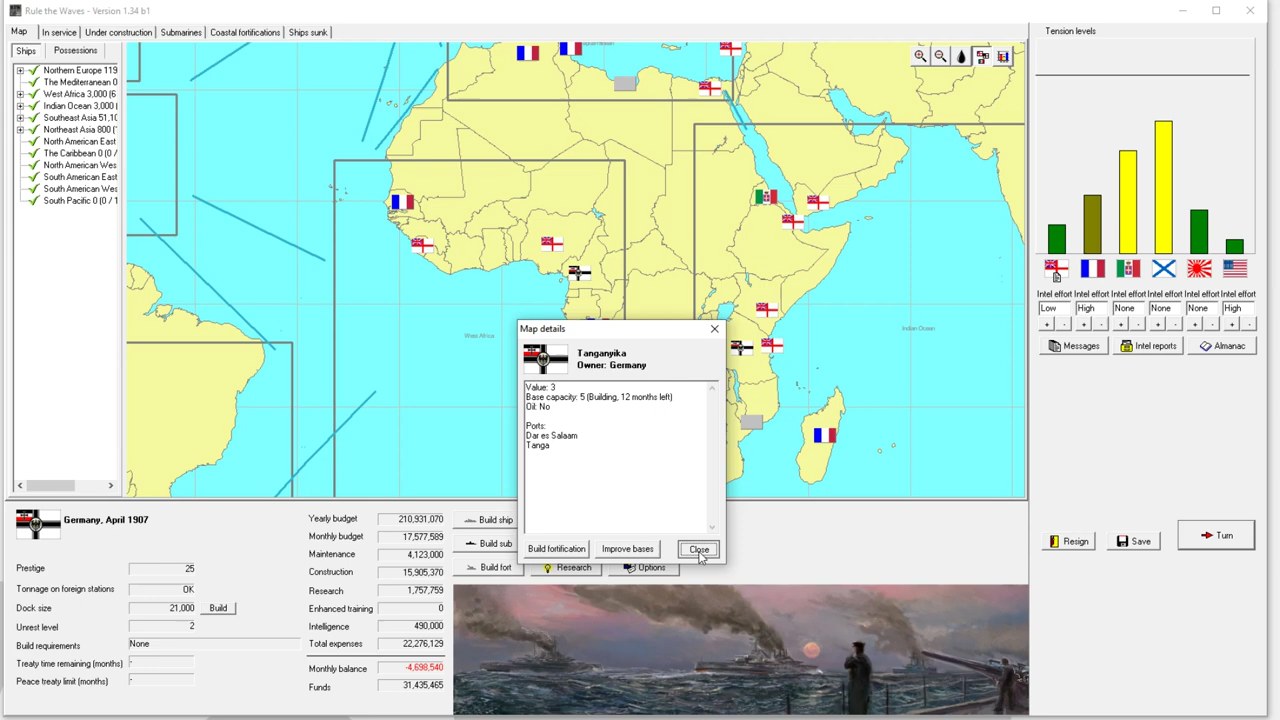 Rule the Waves - Version 1.34 b1
Map
In service
Under construction
Submarines
Coastal fortifications
Ships sunk
Ships
Possessions
Northern Europe 119
The Mediterranean 0
West Africa 3,000 (6
Indian Ocean 3,000 (
Southeast Asia 51,1(
Northeast Asia 800 (
North American East
The Caribbean 0 (0 /
North American Wes
South American East
South American Wes
South Pacific 0 (0 / 1
West Africa
Indian Ocean
Map details
Tanganyika
Owner: Germany
Value: 3
Base capacity: 5 (Building, 12 months left)
Oil: No
Ports:
Dar es Salaam
Tanga
Build fortification
Improve bases
Close
Tension levels
Intel effort Intel effort Intel effort Intel effort Intel effort Intel effort
Low High None None None High
+ - + - + - + - + - + -
Messages
Intel reports
Almanac
Resign
Save
Turn
Germany, April 1907
Prestige 25
Tonnage on foreign stations OK
Dock size 21,000 Build
Unrest level 2
Build requirements None
Treaty time remaining (months) -
Peace treaty limit (months) -
Yearly budget 210,931,070
Monthly budget 17,577,589
Maintenance 4,123,000
Construction 15,905,370
Research 1,757,759
Enhanced training 0
Intelligence 490,000
Total expenses 22,276,129
Monthly balance -4,698,540
Funds 31,435,465
Build ship
Build sub
Build fort
Research
Options